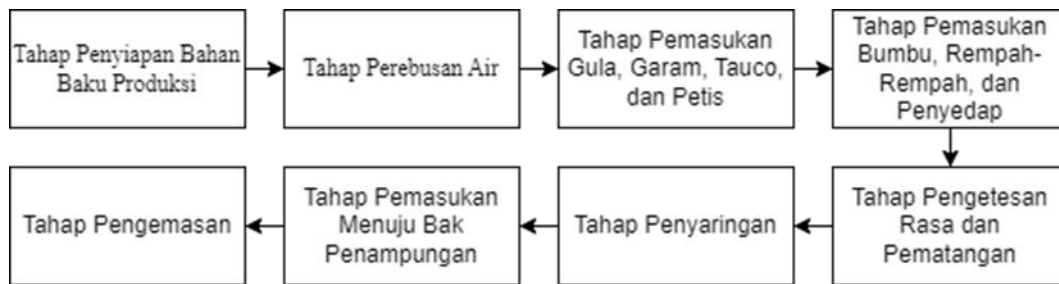 Tahap Penyiapan Bahan
Baku Produksi
Tahap Perebusan Air
Tahap Pemasukan
Gula, Garam, Tauco,
dan Petis
Tahap Pemasukan
Bumbu, Rempah-
Rempah, dan
Penyedap
Tahap Pengetesan
Rasa dan
Pematangan
Tahap Penyaringan
Tahap Pemasukan
Menuju Bak
Penampungan
Tahap Pengemasan